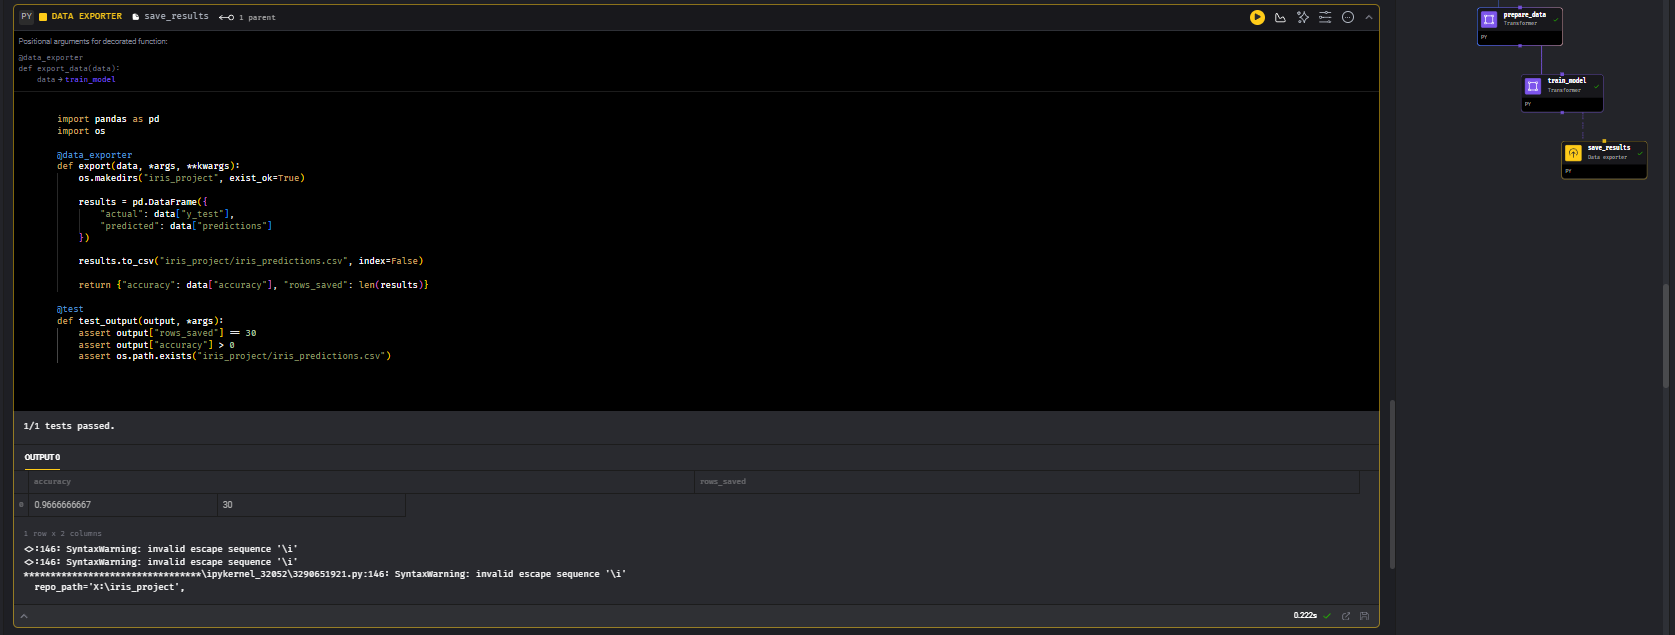 PY DATA EXPORTER save_results 1 parent
Positional arguments for decorated function:
@data_exporter
def export_data(data):
data → train_model
import pandas as pd
import os
@data_exporter
def export(data, *args, **kwargs):
os.makedirs("iris_project", exist_ok=True)
results = pd.DataFrame({
"actual": data["y_test"],
"predicted": data["predictions"]
})
results.to_csv("iris_project/iris_predictions.csv", index=False)
return {"accuracy": data["accuracy"], "rows_saved": len(results)}
@test
def test_output(output, *args):
assert output["rows_saved"] == 30
assert output["accuracy"] > 0
assert os.path.exists("iris_project/iris_predictions.csv")
1/1 tests passed.
OUTPUT 0
accuracy rows_saved
0 0.9666666667 30
1 row x 2 columns
<>:146: SyntaxWarning: invalid escape sequence '\i'
<>:146: SyntaxWarning: invalid escape sequence '\i'
*********************************\ipykernel_32052\3290651921.py:146: SyntaxWarning: invalid escape sequence '\i'
repo_path='X:\iris_project',
0.222s
prepare_data
Transformer
PY
train_model
Transformer
PY
save_results
Data exporter
PY